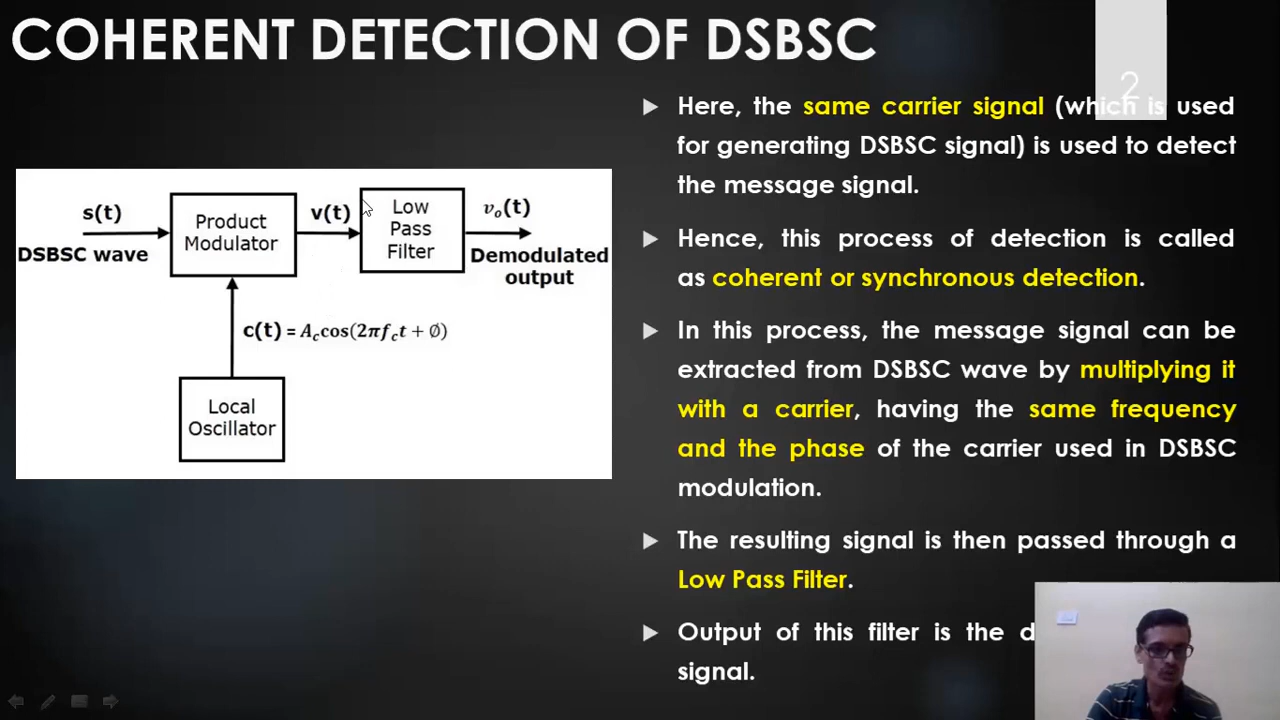 COHERENT DETECTION OF DSBSC
2
Here, the same carrier signal (which is used
for generating DSBSC signal) is used to detect
the message signal.
Hence, this process of detection is called
as coherent or synchronous detection.
In this process, the message signal can be
extracted from DSBSC wave by multiplying it
with a carrier, having the same frequency
and the phase of the carrier used in DSBSC
modulation.
The resulting signal is then passed through a
Low Pass Filter.
Output of this filter is the
signal.
s(t)
DSBSC wave
Product
Modulator
v(t)
Low
Pass
Filter
vₒ(t)
Demodulated
output
c(t) = A_c cos(2πf_c t + ∅)
Local
Oscillator